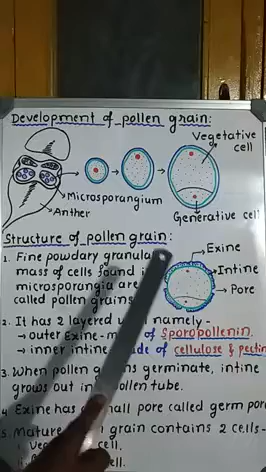 Development of pollen grain:
Vegetative
cell
Microsporangium
Anther
Generative cell
Structure of pollen grain:
Exine
Intine
Pore
1. Fine powdary granula
mass of cells found i
microsporangia are
called pollen grains
2. It has 2 layered namely-
→ outer Exine-m of Sporopollenin.
→ inner intine de of cellulose & pectin
3. When pollen g germinate, intine
grows out in pollen tube.
4. Exine has all pore called germ por
5. Mature grain contains 2 cells-
cell.
cell.